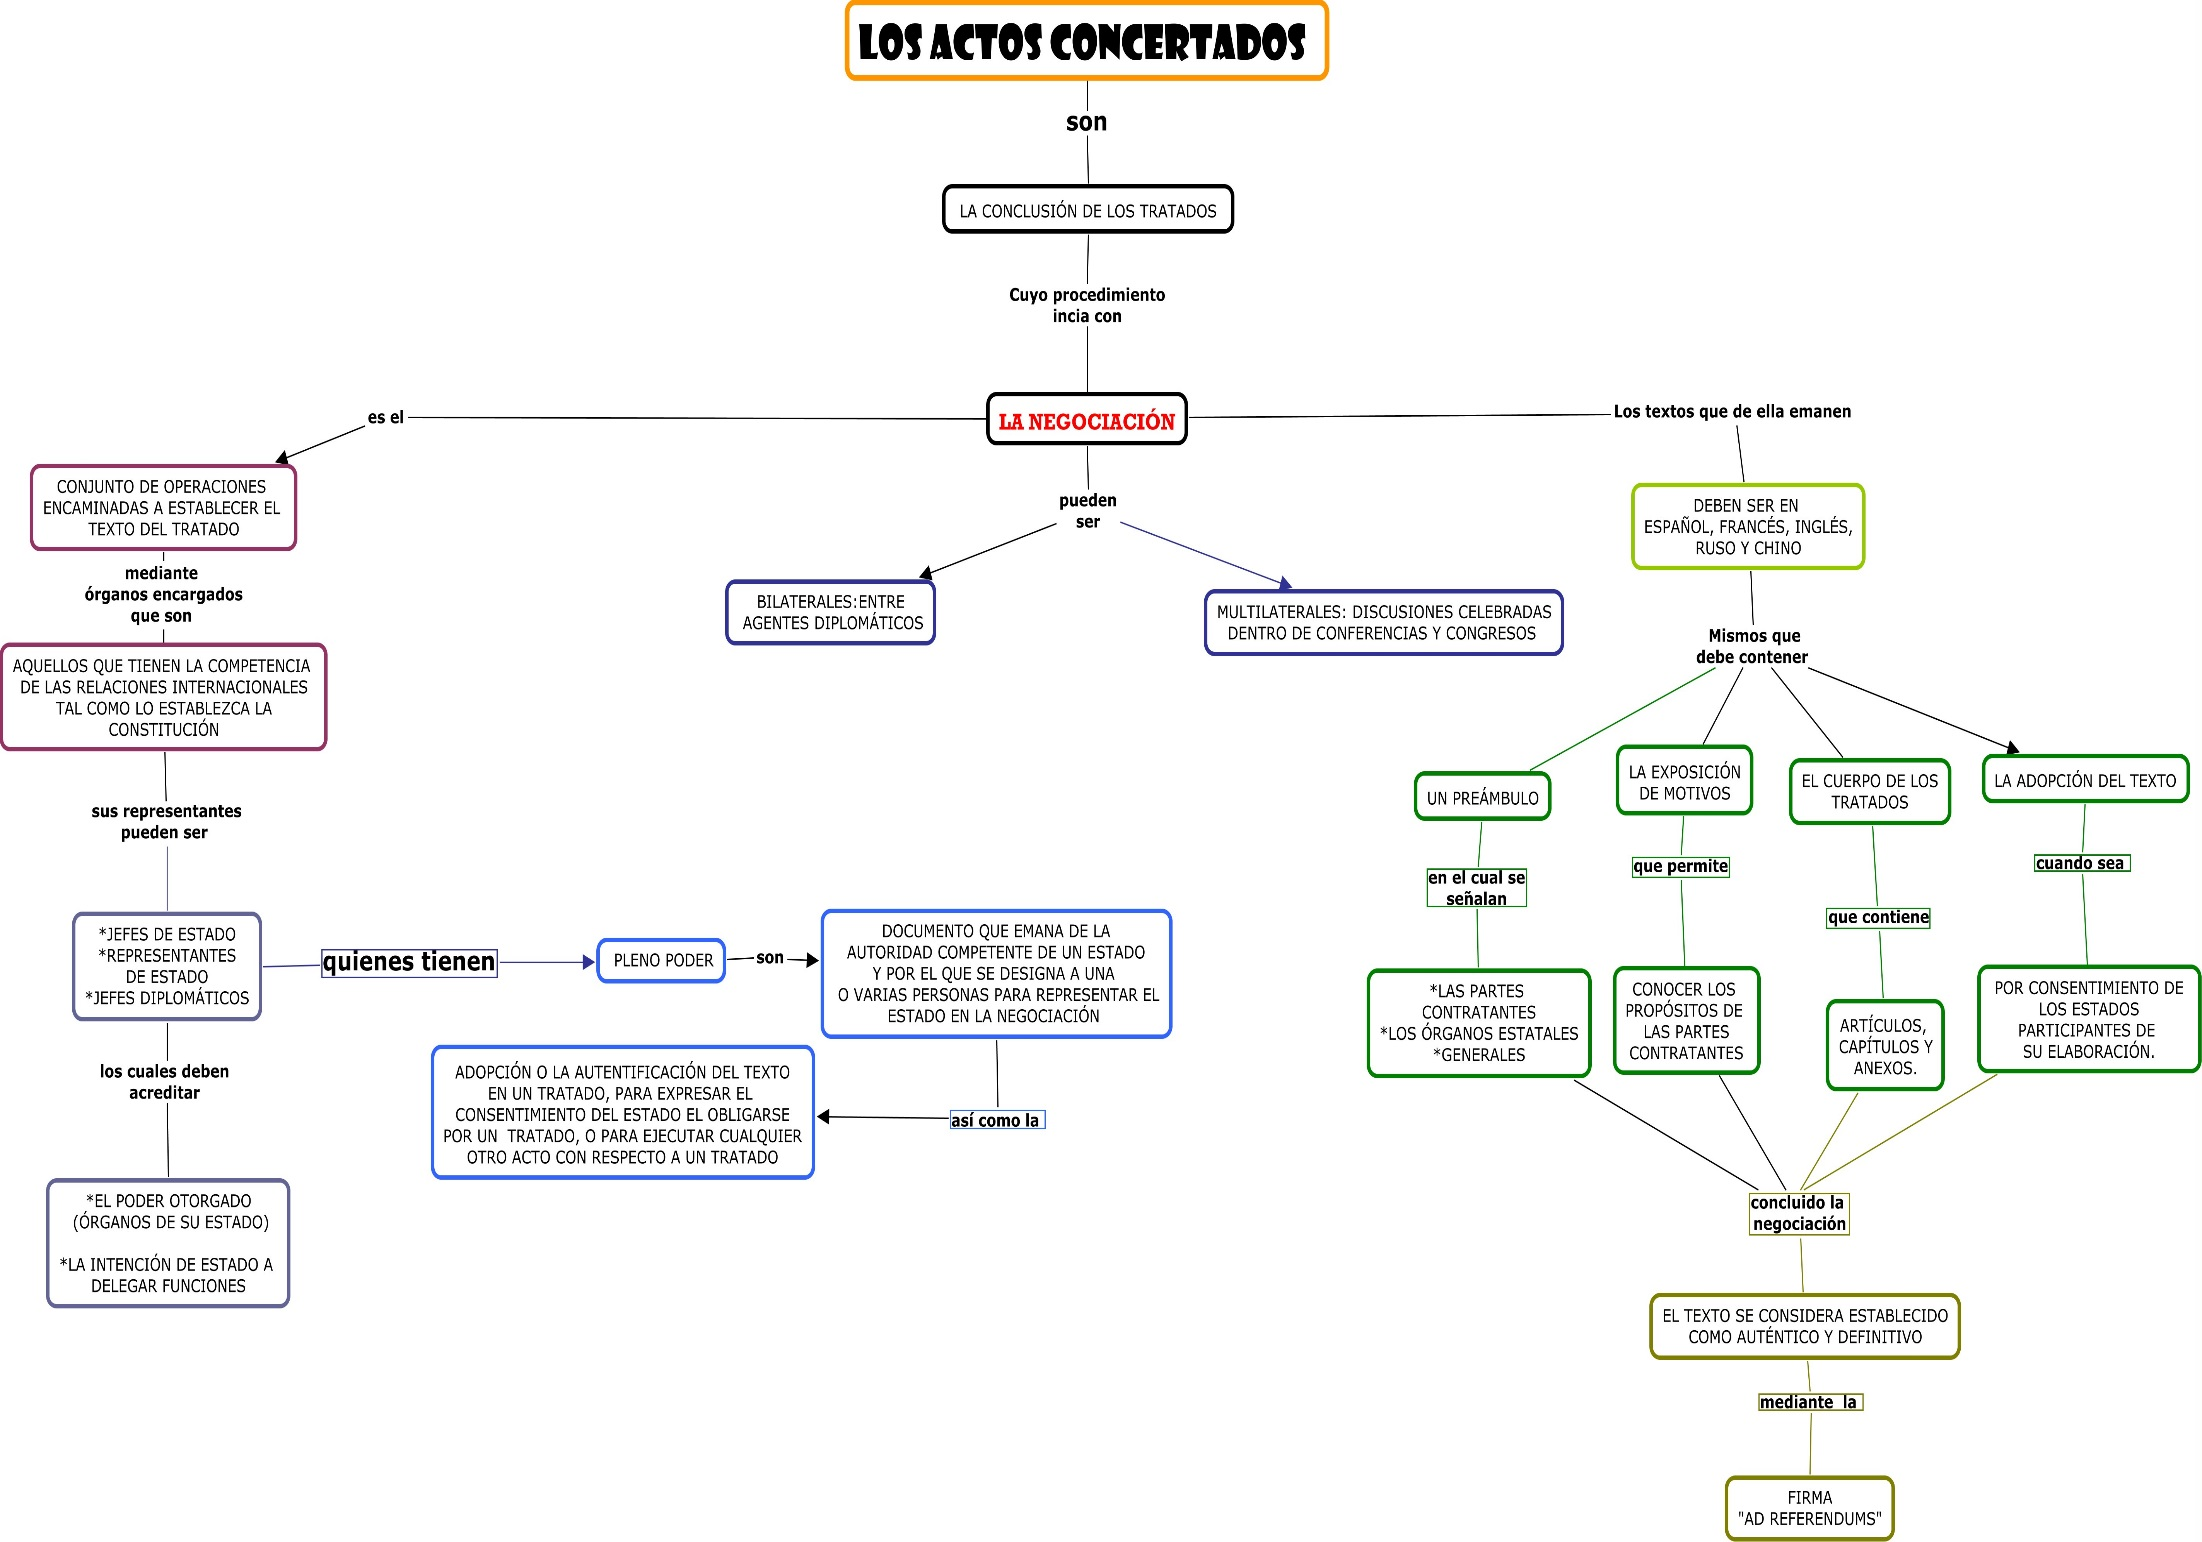 LOS ACTOS CONCERTADOS
son
LA CONCLUSIÓN DE LOS TRATADOS
Cuyo procedimiento
incia con
LA NEGOCIACIÓN
es el
CONJUNTO DE OPERACIONES
ENCAMINADAS A ESTABLECER EL
TEXTO DEL TRATADO
mediante
órganos encargados
que son
AQUELLOS QUE TIENEN LA COMPETENCIA
DE LAS RELACIONES INTERNACIONALES
TAL COMO LO ESTABLEZCA LA
CONSTITUCIÓN
sus representantes
pueden ser
*JEFES DE ESTADO
*REPRESENTANTES
DE ESTADO
*JEFES DIPLOMÁTICOS
los cuales deben
acreditar
*EL PODER OTORGADO
(ÓRGANOS DE SU ESTADO)
*LA INTENCIÓN DE ESTADO A
DELEGAR FUNCIONES
quienes tienen
PLENO PODER
son
DOCUMENTO QUE EMANA DE LA
AUTORIDAD COMPETENTE DE UN ESTADO
Y POR EL QUE SE DESIGNA A UNA
O VARIAS PERSONAS PARA REPRESENTAR EL
ESTADO EN LA NEGOCIACIÓN
así como la
ADOPCIÓN O LA AUTENTIFICACIÓN DEL TEXTO
EN UN TRATADO, PARA EXPRESAR EL
CONSENTIMIENTO DEL ESTADO EL OBLIGARSE
POR UN TRATADO, O PARA EJECUTAR CUALQUIER
OTRO ACTO CON RESPECTO A UN TRATADO
pueden
ser
BILATERALES:ENTRE
AGENTES DIPLOMÁTICOS
MULTILATERALES: DISCUSIONES CELEBRADAS
DENTRO DE CONFERENCIAS Y CONGRESOS
Los textos que de ella emanen
DEBEN SER EN
ESPAÑOL, FRANCÉS, INGLÉS,
RUSO Y CHINO
Mismos que
debe contener
UN PREÁMBULO
en el cual se
señalan
*LAS PARTES
CONTRATANTES
*LOS ÓRGANOS ESTATALES
*GENERALES
LA EXPOSICIÓN
DE MOTIVOS
que permite
CONOCER LOS
PROPÓSITOS DE
LAS PARTES
CONTRATANTES
EL CUERPO DE LOS
TRATADOS
que contiene
ARTÍCULOS,
CAPÍTULOS Y
ANEXOS.
LA ADOPCIÓN DEL TEXTO
cuando sea
POR CONSENTIMIENTO DE
LOS ESTADOS
PARTICIPANTES DE
SU ELABORACIÓN.
concluido la
negociación
EL TEXTO SE CONSIDERA ESTABLECIDO
COMO AUTÉNTICO Y DEFINITIVO
mediante la
FIRMA
"AD REFERENDUMS"